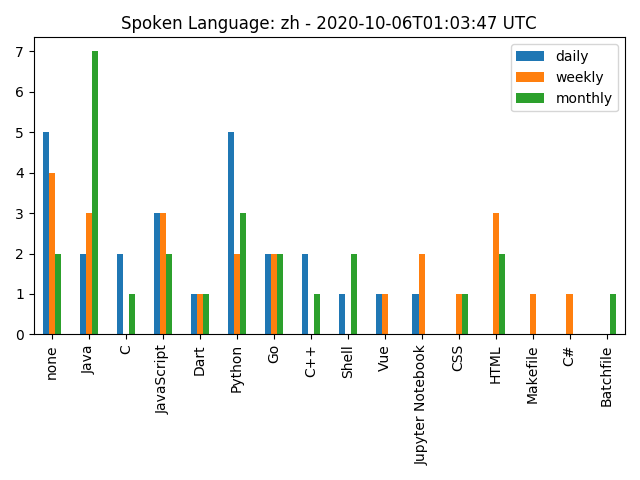 Spoken Language: zh - 2020-10-06T01:03:47 UTC
daily
weekly
monthly
7
6
5
4
3
2
1
0
none
Java
C
JavaScript
Dart
Python
Go
C++
Shell
Vue
Jupyter Notebook
CSS
HTML
Makefile
C#
Batchfile